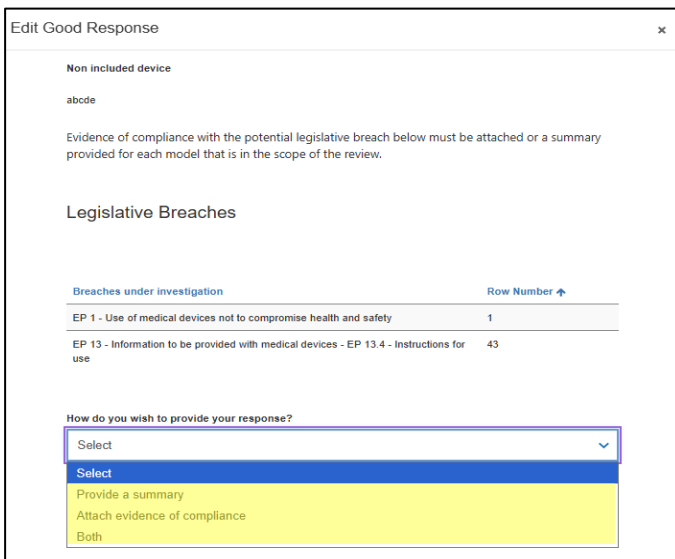 Edit Good Response ×
Non included device
abcde
Evidence of compliance with the potential legislative breach below must be attached or a summary
provided for each model that is in the scope of the review.
Legislative Breaches
Breaches under investigation Row Number ↑
EP 1 - Use of medical devices not to compromise health and safety 1
EP 13 - Information to be provided with medical devices - EP 13.4 - Instructions for 43
use
How do you wish to provide your response?
Select
Select
Provide a summary
Attach evidence of compliance
Both